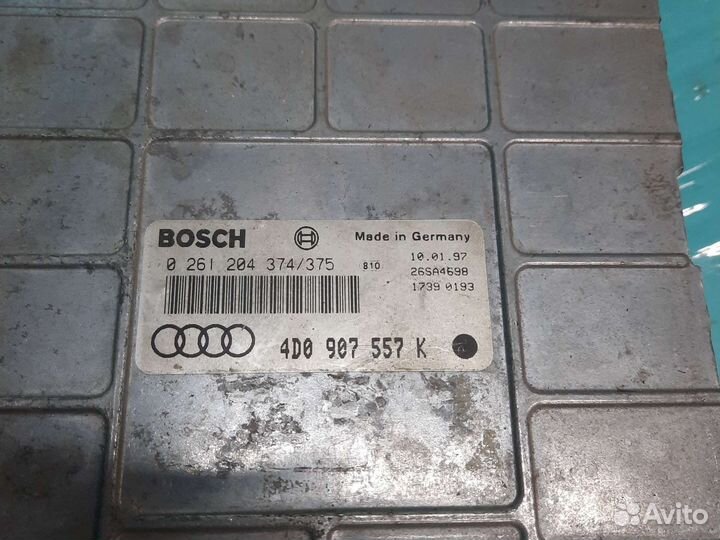 BOSCH
Made in Germany
0 261 204 374/375
810
10.01.97
26SA4698
1739 0193
4D0 907 557 K
Avito